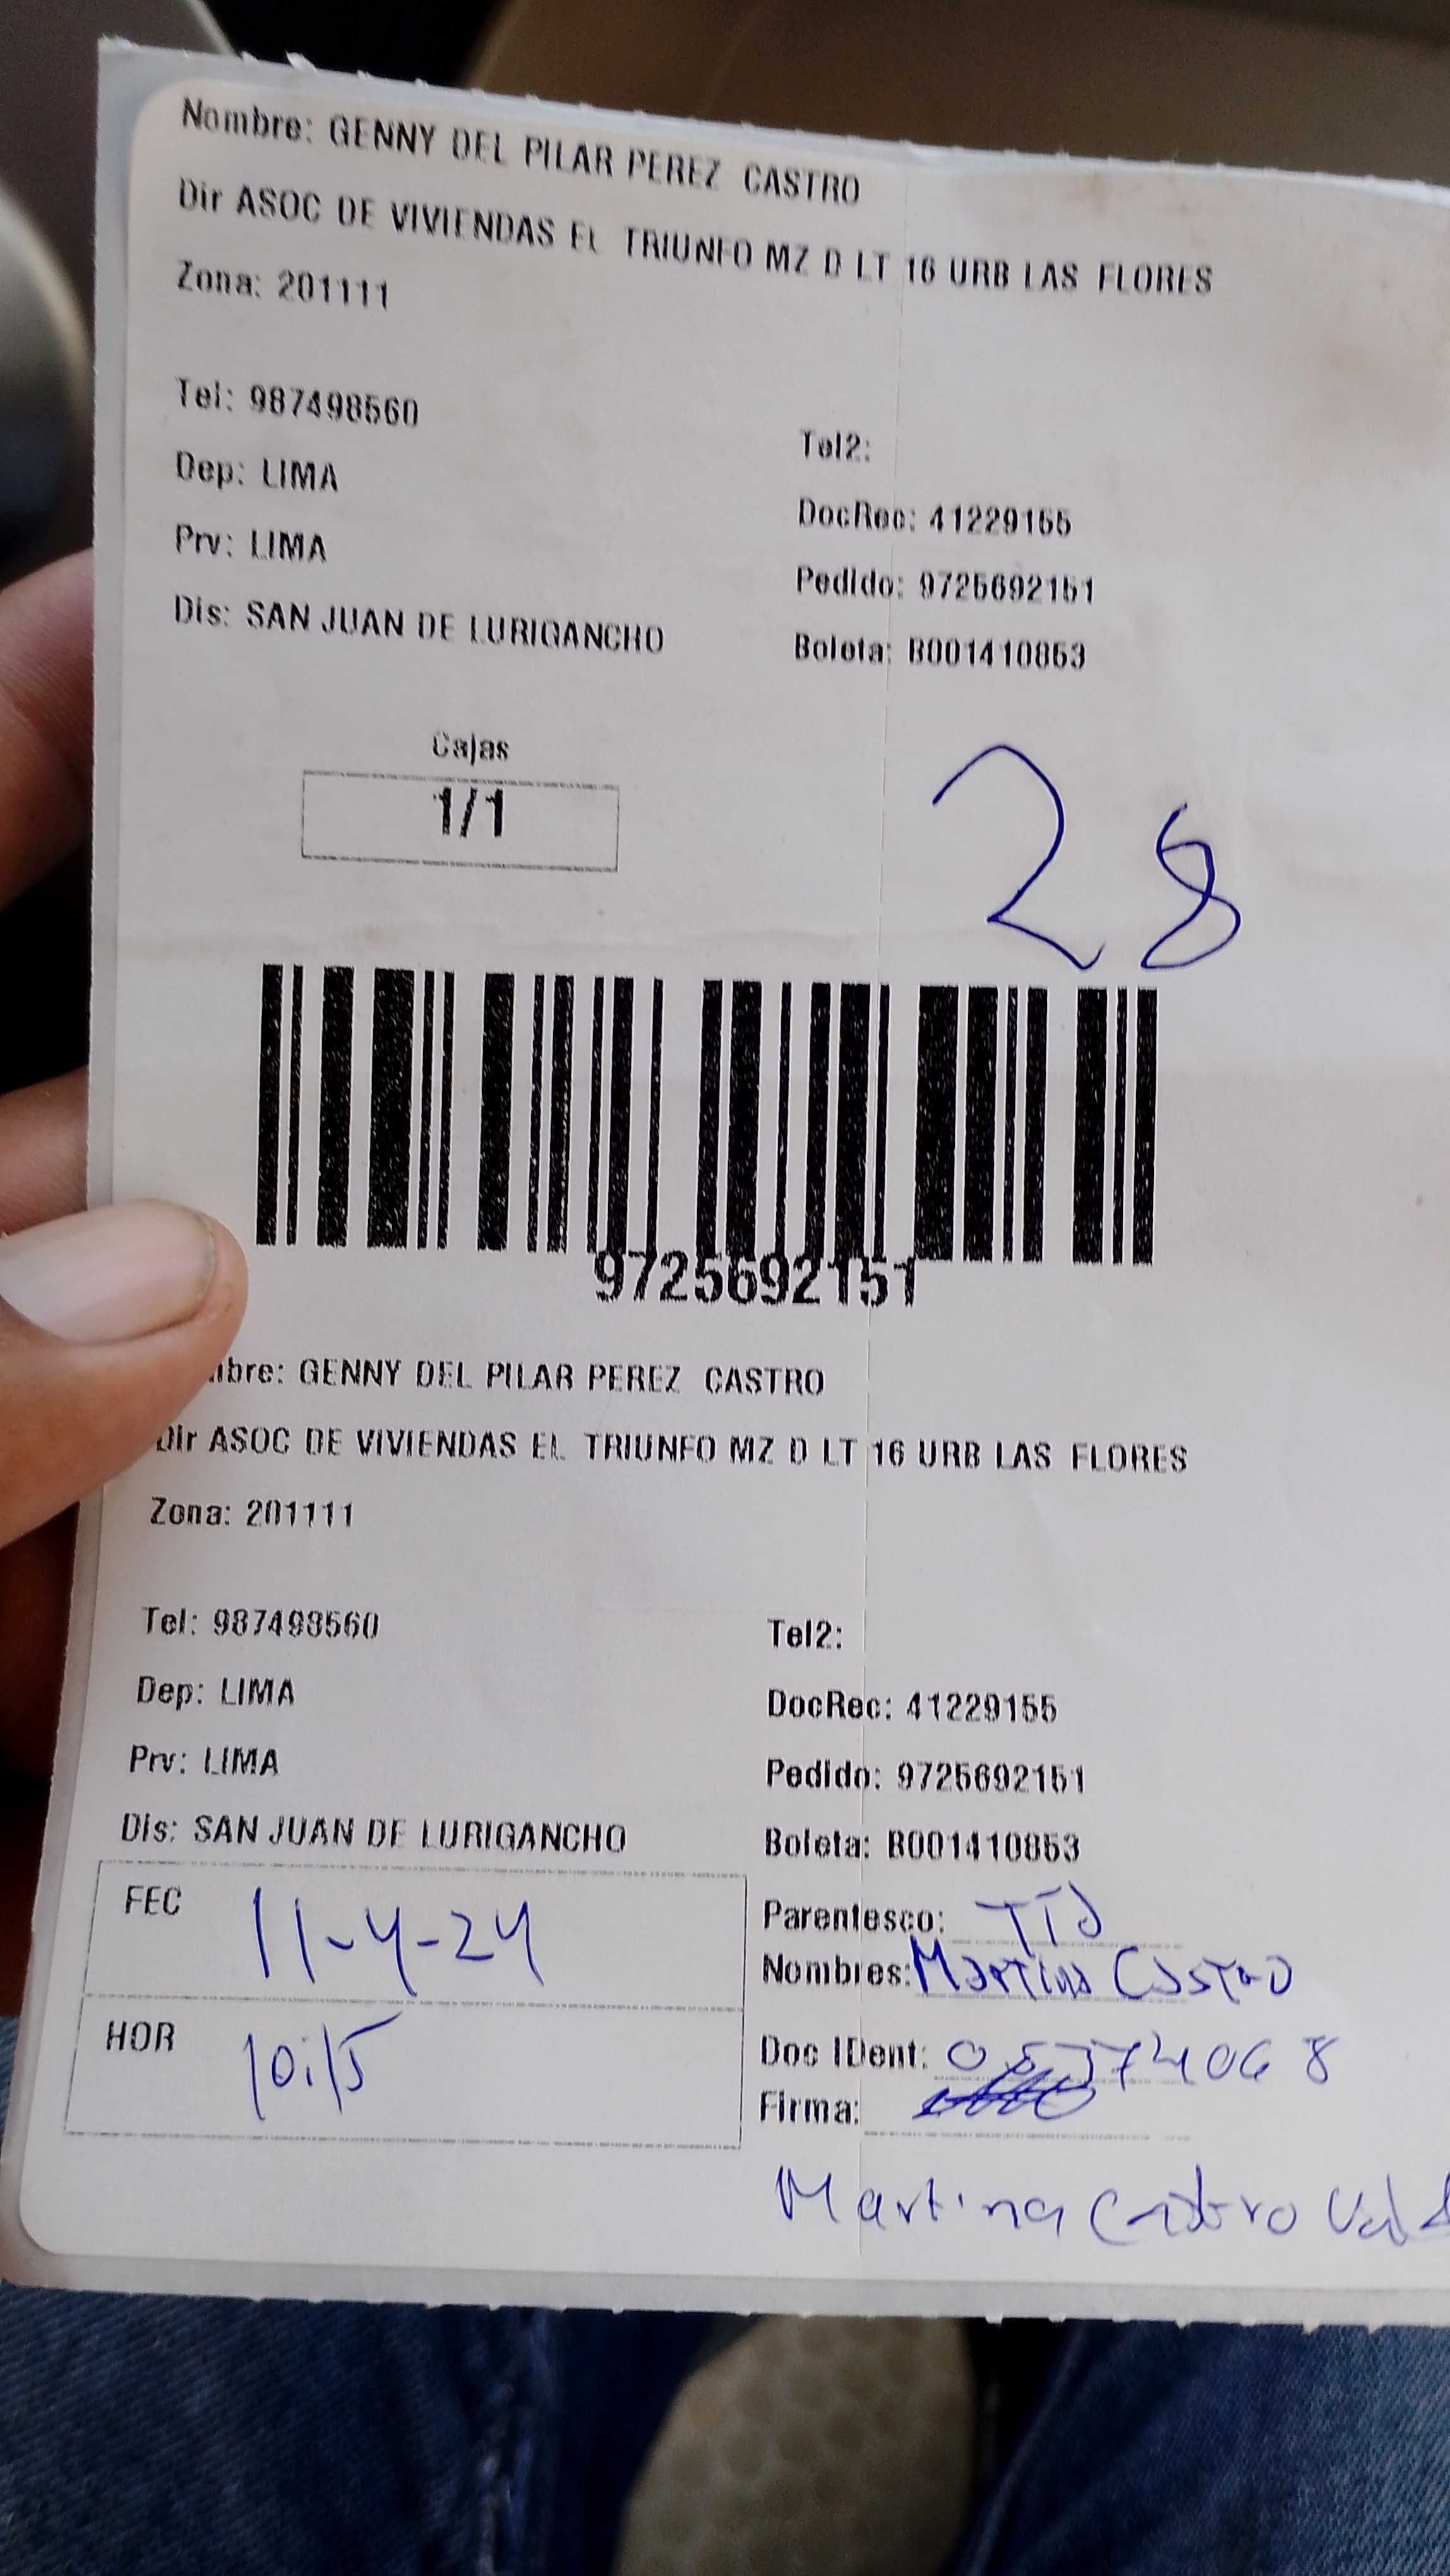 Nombre: GENNY DEL PILAR PEREZ CASTRO
Dir ASOC DE VIVIENDAS EL TRIUNFO MZ D LT 16 URB LAS FLORES
Zona: 201111
Tel: 987498560
Tel2:
Dep: LIMA
DocRec: 41229155
Prv: LIMA
Pedido: 9725692151
Dis: SAN JUAN DE LURIGANCHO
Boleta: B001410853
Cajas
1/1
28
9725692151
mbre: GENNY DEL PILAR PEREZ CASTRO
Dir ASOC DE VIVIENDAS EL TRIUNFO MZ D LT 16 URB LAS FLORES
Zona: 201111
Tel: 987498560
Tel2:
Dep: LIMA
DocRec: 41229155
Prv: LIMA
Pedido: 9725692151
Dis: SAN JUAN DE LURIGANCHO
Boleta: B001410853
FEC 11-4-24
Parentesco: TIA
Nombres: Martina Castro
HOR 10:15
Doc IDent:
Firma:
Martina Castro